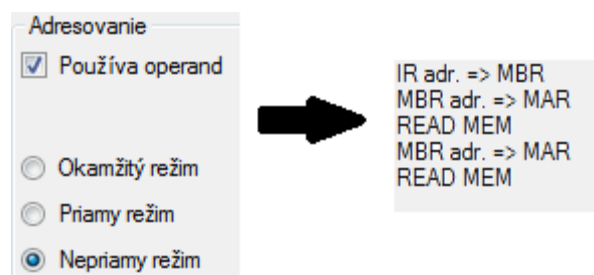 Adresovanie
Používa operand
Okamžitý režim
Priamy režim
Nepriamy režim
IR adr. => MBR
MBR adr. => MAR
READ MEM
MBR adr. => MAR
READ MEM